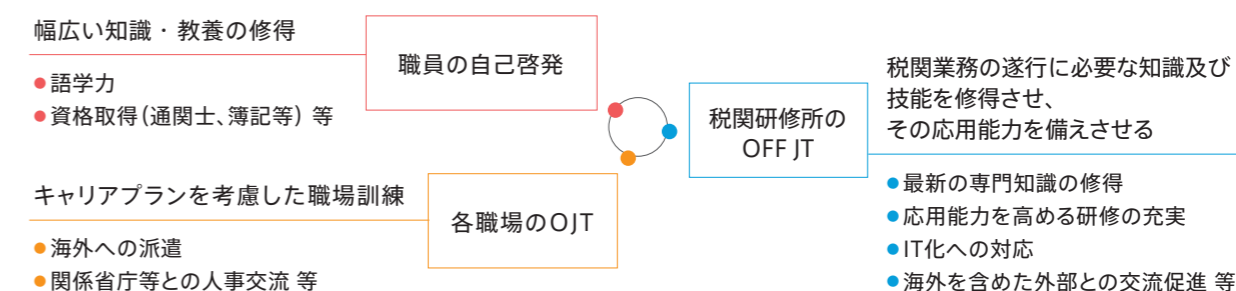 幅広い知識・教養の修得
●語学力
●資格取得(通関士、簿記等) 等
職員の自己啓発
キャリアプランを考慮した職場訓練
●海外への派遣
●関係省庁等との人事交流 等
各職場のOJT
税関研修所の
OFF JT
税関業務の遂行に必要な知識及び
技能を修得させ、
その応用能力を備えさせる
●最新の専門知識の修得
●応用能力を高める研修の充実
●IT化への対応
●海外を含めた外部との交流促進 等